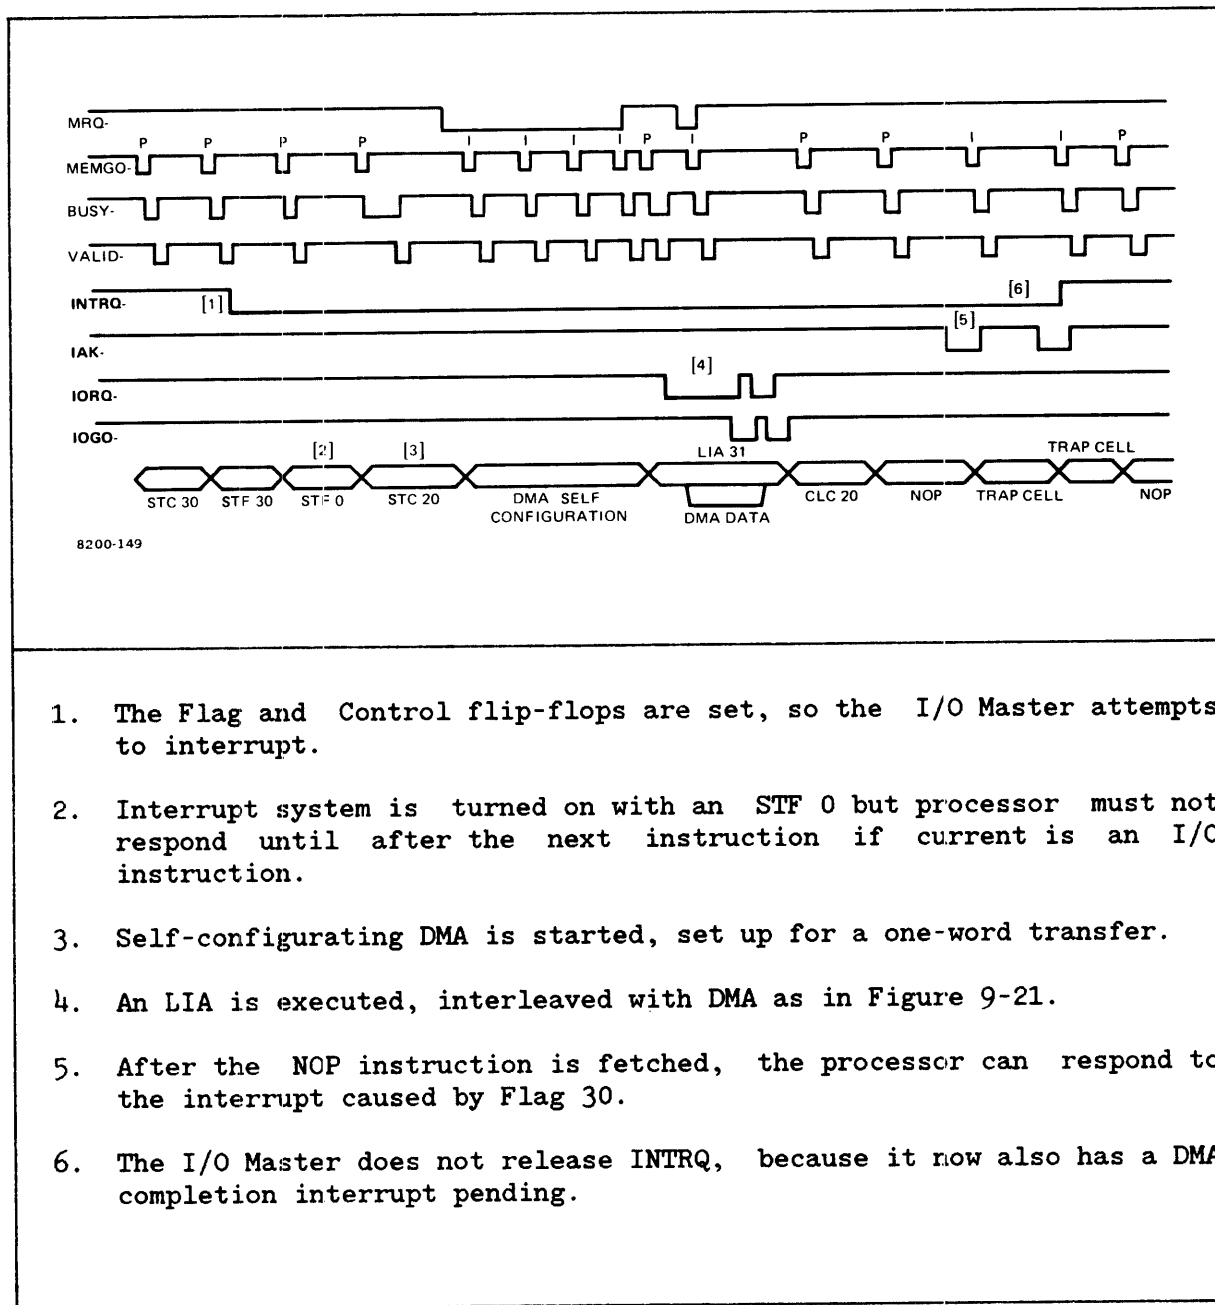 MRQ-
P P P P I I I I P I P P I I P
MEMGO-
BUSY-
VALID-
[1] [6]
INTRQ-
[5]
IAK-
[4]
IORQ-
IOGO-
[2] [3] LIA 31 TRAP CELL
STC 30 STF 30 STF 0 STC 20 DMA SELF CLC 20 NOP TRAP CELL NOP
CONFIGURATION DMA DATA
8200-149
1. The Flag and Control flip-flops are set, so the I/O Master attempts
to interrupt.
2. Interrupt system is turned on with an STF 0 but processor must not
respond until after the next instruction if current is an I/O
instruction.
3. Self-configurating DMA is started, set up for a one-word transfer.
4. An LIA is executed, interleaved with DMA as in Figure 9-21.
5. After the NOP instruction is fetched, the processor can respond to
the interrupt caused by Flag 30.
6. The I/O Master does not release INTRQ, because it now also has a DMA
completion interrupt pending.